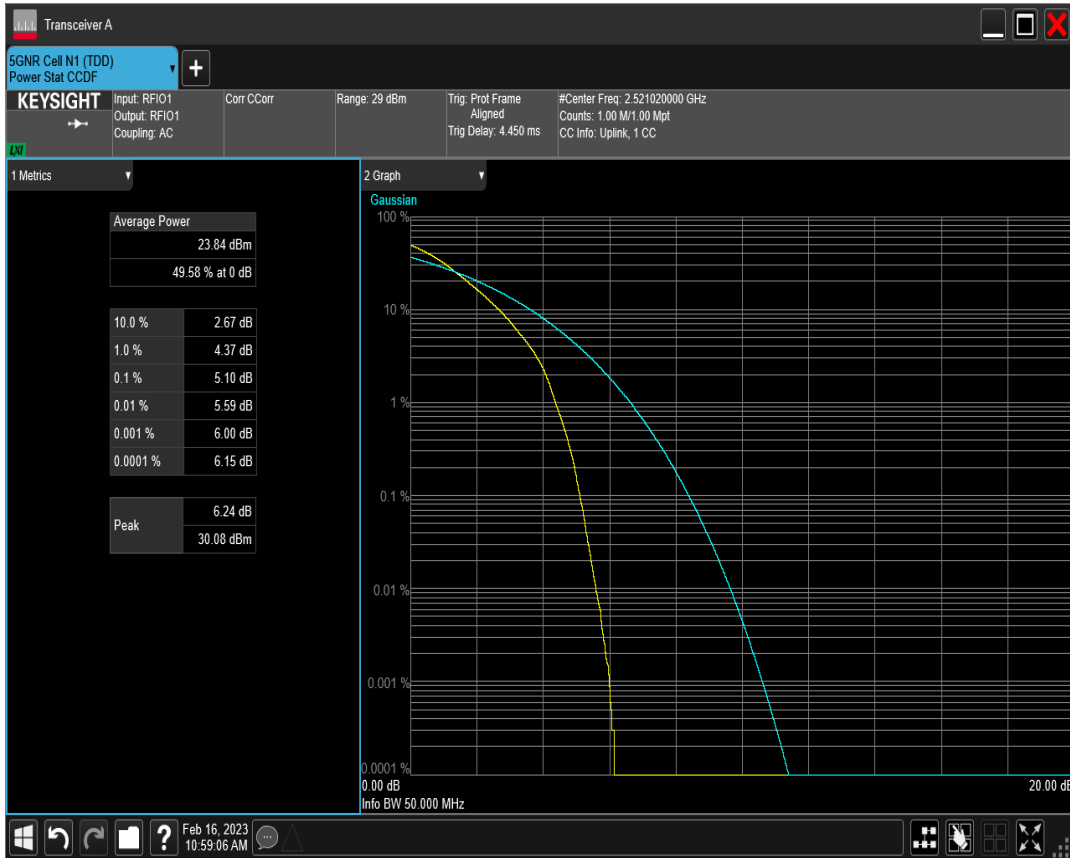 Transceiver A
5GNR Cell N1 (TDD)
Power Stat CCDF
KEYSIGHT
LXI
Input: RFIO1
Output: RFIO1
Coupling: AC
Corr CCorr
Range: 29 dBm
Trig: Prot Frame
Aligned
Trig Delay: 4.450 ms
#Center Freq: 2.521020000 GHz
Counts: 1.00 M/1.00 Mpt
CC Info: Uplink, 1 CC
1 Metrics
Average Power
23.84 dBm
49.58 % at 0 dB
10.0 % 2.67 dB
1.0 % 4.37 dB
0.1 % 5.10 dB
0.01 % 5.59 dB
0.001 % 6.00 dB
0.0001 % 6.15 dB
Peak
6.24 dB
30.08 dBm
2 Graph
Gaussian
100 %
10 %
1 %
0.1 %
0.01 %
0.001 %
0.0001 %
0.00 dB
20.00 dB
Info BW 50.000 MHz
?
Feb 16, 2023
10:59:06 AM